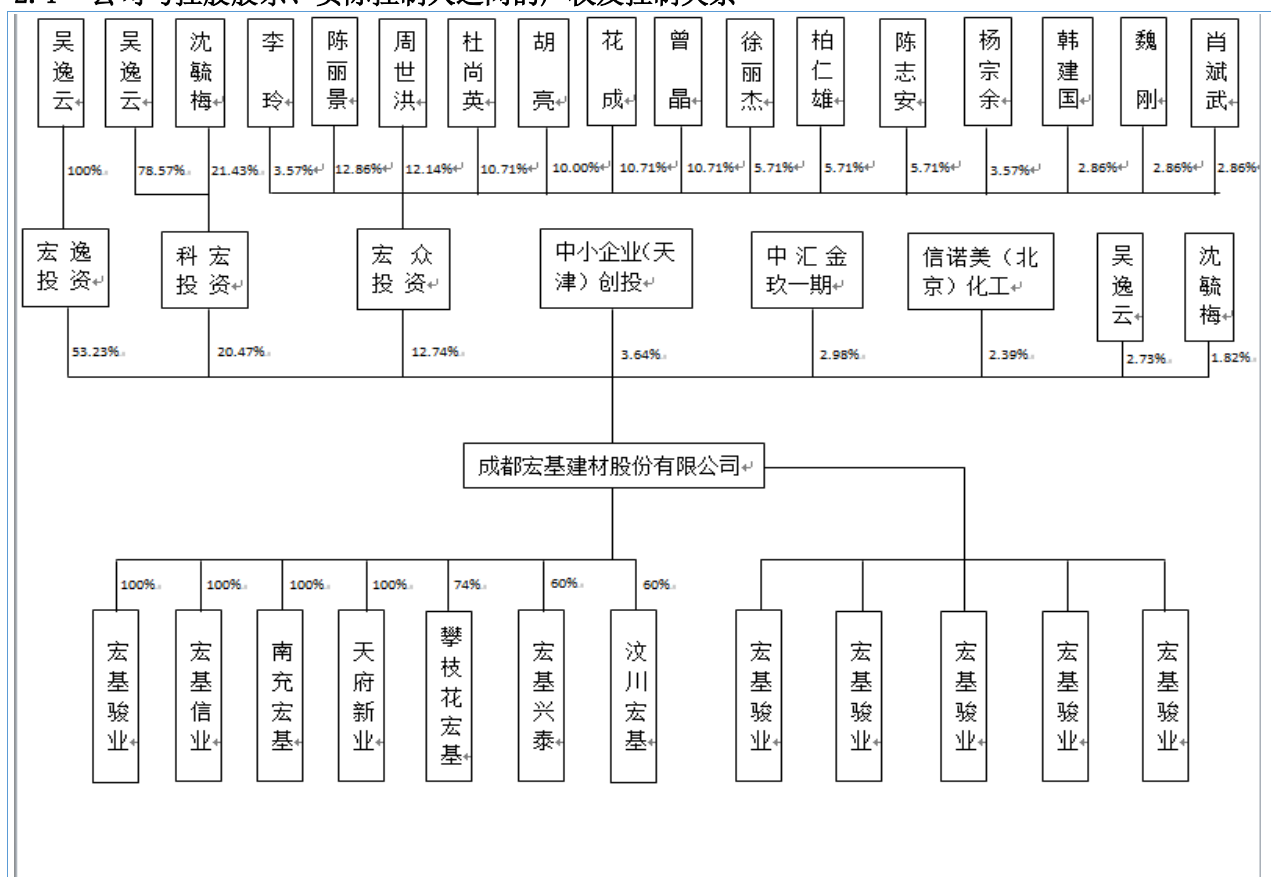 公司与控股股东、实际控制人之间的产权及控制关系
吴逸云
吴逸云
沈毓梅
李玲
陈丽景
周世洪
杜尚英
胡亮
花成
曾晶
徐丽杰
柏仁雄
陈志安
杨宗余
韩建国
魏刚
肖斌武
100%
78.57%
21.43%
3.57%
12.86%
12.14%
10.71%
10.00%
10.71%
10.71%
5.71%
5.71%
5.71%
3.57%
2.86%
2.86%
2.86%
宏逸
投资
科宏
投资
宏众
投资
中小企业(天
津）创投
中汇金
玖一期
信诺美（北
京）化工
吴逸云
沈毓梅
53.23%
20.47%
12.74%
3.64%
2.98%
2.39%
2.73%
1.82%
成都宏基建材股份有限公司
100%
100%
100%
100%
74%
60%
60%
宏基骏业
宏基信业
南充宏基
天府新业
攀枝花宏基
宏基兴泰
汶川宏基
宏基骏业
宏基骏业
宏基骏业
宏基骏业
宏基骏业